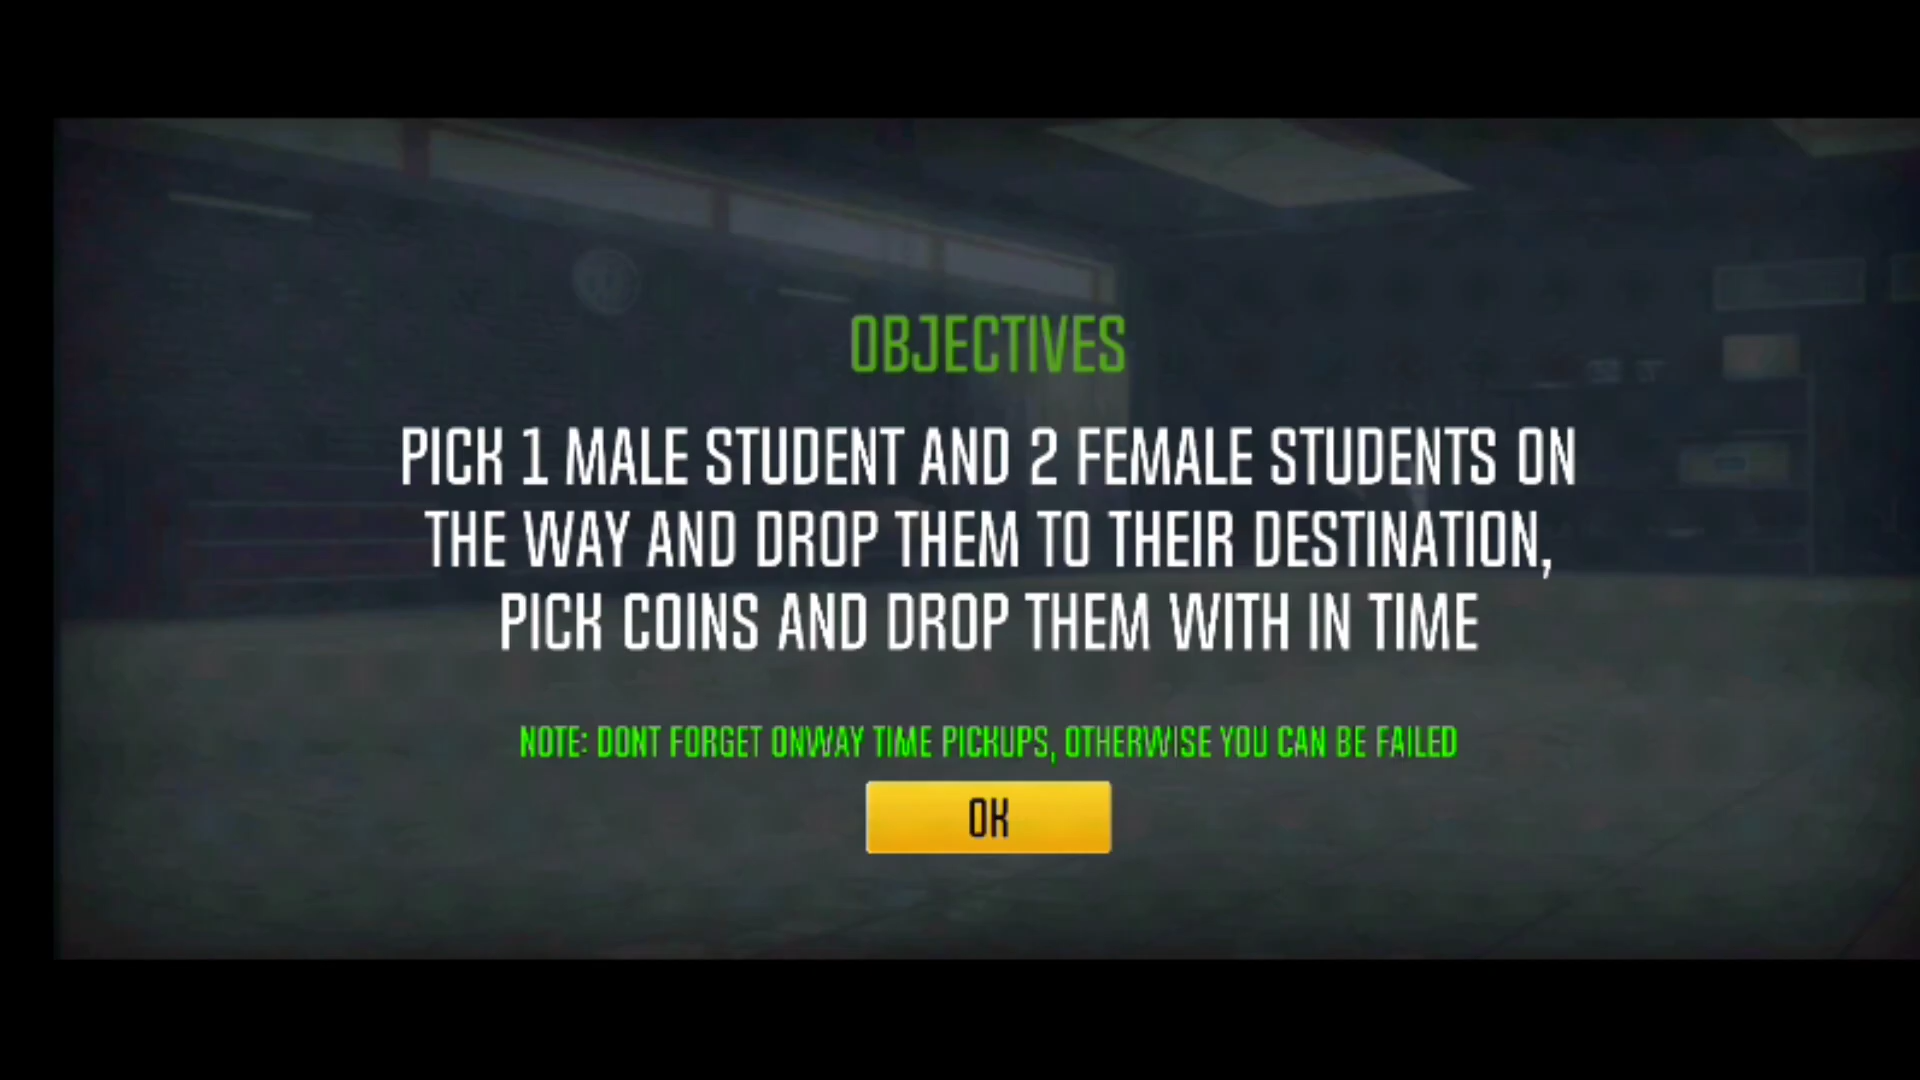 OBJECTIVES
PICK 1 MALE STUDENT AND 2 FEMALE STUDENTS ON
THE WAY AND DROP THEM TO THEIR DESTINATION,
PICK COINS AND DROP THEM WITH IN TIME
NOTE: DONT FORGET ONWAY TIME PICKUPS, OTHERWISE YOU CAN BE FAILED
OK